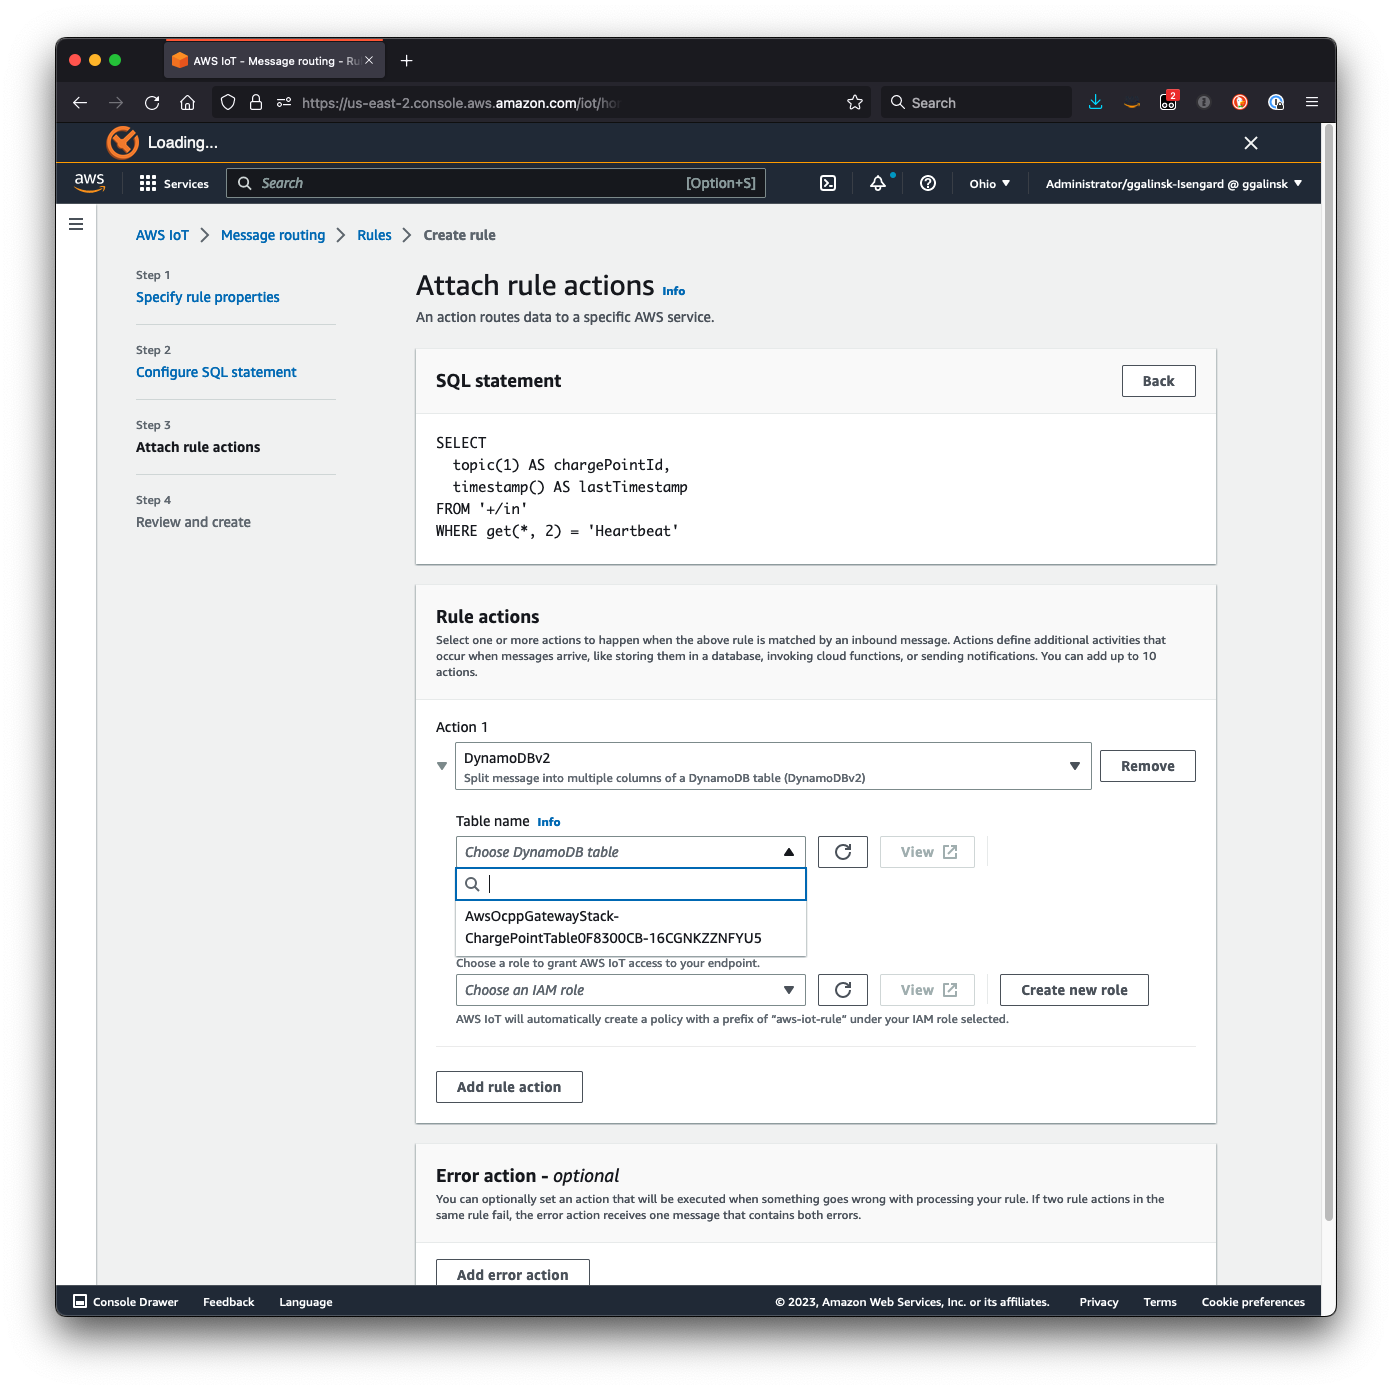 AWS IoT - Message routing - Ru
https://us-east-2.console.aws.amazon.com/iot/ho
Search
2
Loading...
aws
Services
Search
[Option+S]
Ohio
Administrator/ggalinsk-Isengard @ ggalinsk
AWS IoT
Message routing
Rules
Create rule
Step 1
Specify rule properties
Step 2
Configure SQL statement
Step 3
Attach rule actions
Step 4
Review and create
Attach rule actions Info
An action routes data to a specific AWS service.
SQL statement
Back
SELECT
topic(1) AS chargePointId,
timestamp() AS lastTimestamp
FROM '+/in'
WHERE get(*, 2) = 'Heartbeat'
Rule actions
Select one or more actions to happen when the above rule is matched by an inbound message. Actions define additional activities that
occur when messages arrive, like storing them in a database, invoking cloud functions, or sending notifications. You can add up to 10
actions.
Action 1
DynamoDBv2
Split message into multiple columns of a DynamoDB table (DynamoDBv2)
Remove
Table name Info
Choose DynamoDB table
View
AwsOcppGatewayStack-
ChargePointTable0F8300CB-16CGNKZZNFYU5
Choose a role to grant AWS IoT access to your endpoint.
Choose an IAM role
View
Create new role
AWS IoT will automatically create a policy with a prefix of "aws-iot-rule" under your IAM role selected.
Add rule action
Error action - optional
You can optionally set an action that will be executed when something goes wrong with processing your rule. If two rule actions in the
same rule fail, the error action receives one message that contains both errors.
Add error action
Console Drawer
Feedback
Language
© 2023, Amazon Web Services, Inc. or its affiliates.
Privacy
Terms
Cookie preferences